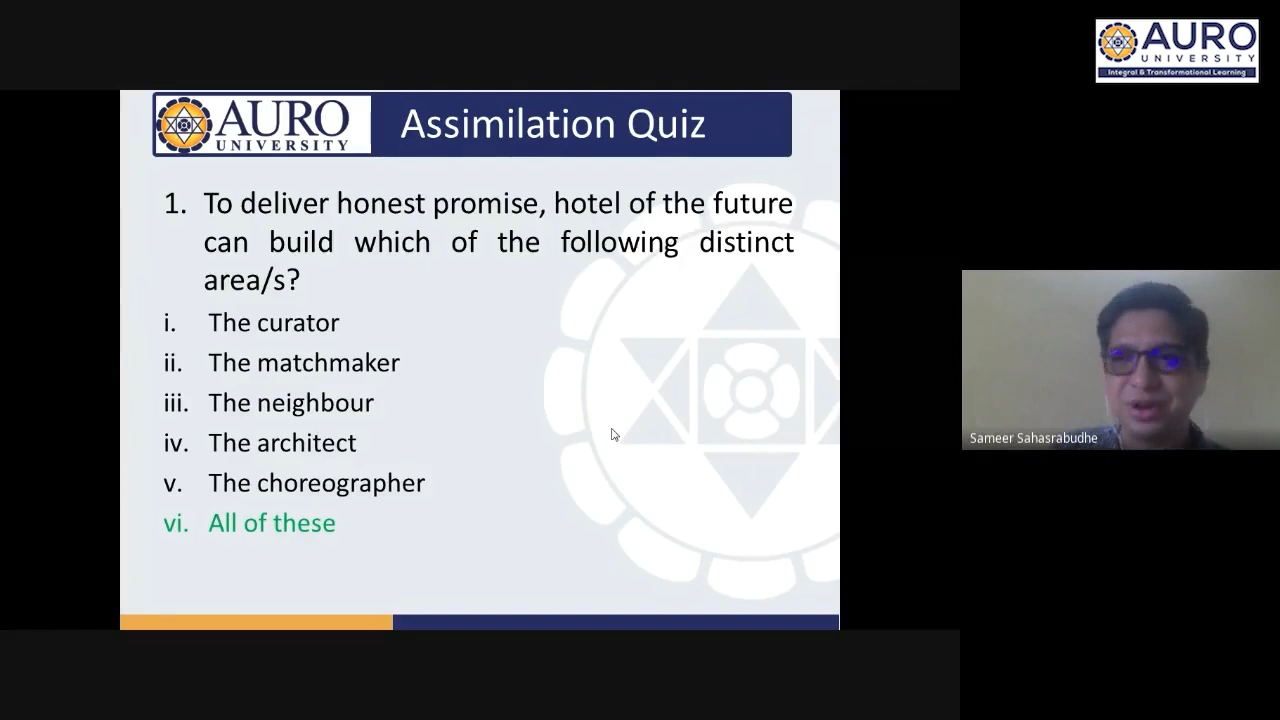 AURO
UNIVERSITY
Integral & Transformational Learning
AURO
UNIVERSITY
Assimilation Quiz
1. To deliver honest promise, hotel of the future
can build which of the following distinct
area/s?
i. The curator
ii. The matchmaker
iii. The neighbour
iv. The architect
v. The choreographer
vi. All of these
Sameer Sahasrabudhe